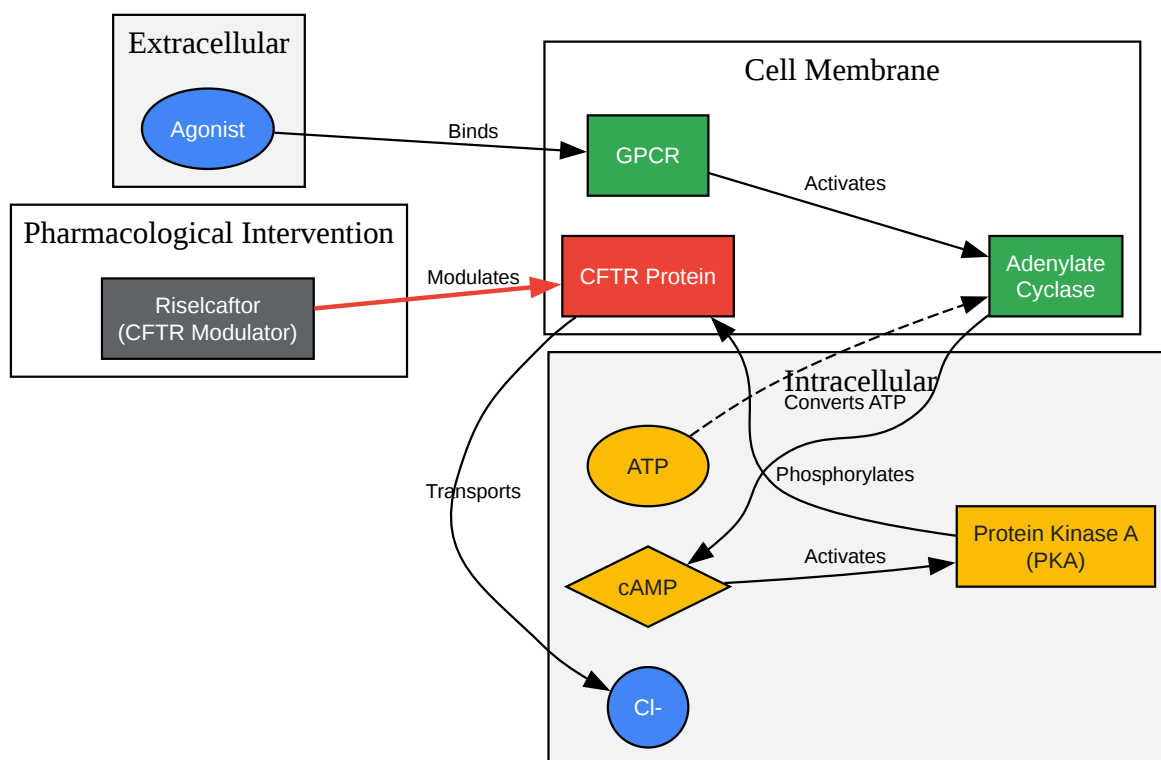 Extracellular
Agonist
Binds
Cell Membrane
GPCR
Activates
Pharmacological Intervention
Riselcaftor
(CFTR Modulator)
Modulates
CFTR Protein
Adenylate
Cyclase
Intracellular
Converts ATP
ATP
Phosphorylates
Transports
Protein Kinase A
(PKA)
Activates
cAMP
Cl-